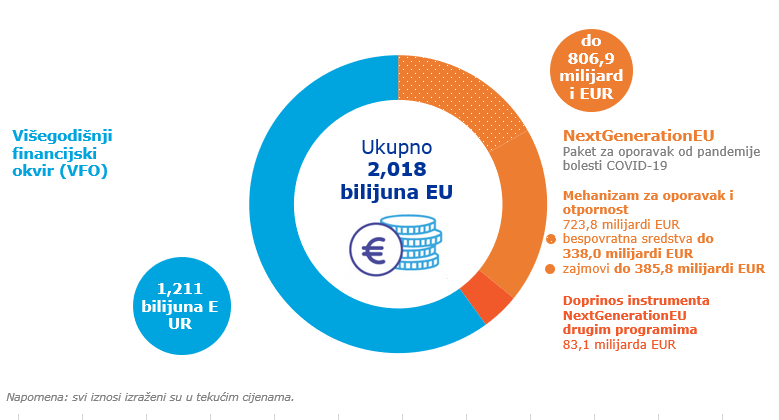 do
806,9
milijard
i EUR
Višegodišnji
financijski
okvir (VFO)
Ukupno
2,018
bilijuna EU
NextGenerationEU
Paket za oporavak od pandemije
bolesti COVID-19
Mehanizam za oporavak i
otpornost
723,8 milijardi EUR
bespovratna sredstva do
338,0 milijardi EUR
zajmovi do 385,8 milijardi EUR
1,211
bilijuna E
UR
Doprinos instrumenta
NextGenerationEU
drugim programima
83,1 milijarda EUR
Napomena: svi iznosi izraženi su u tekućim cijenama.